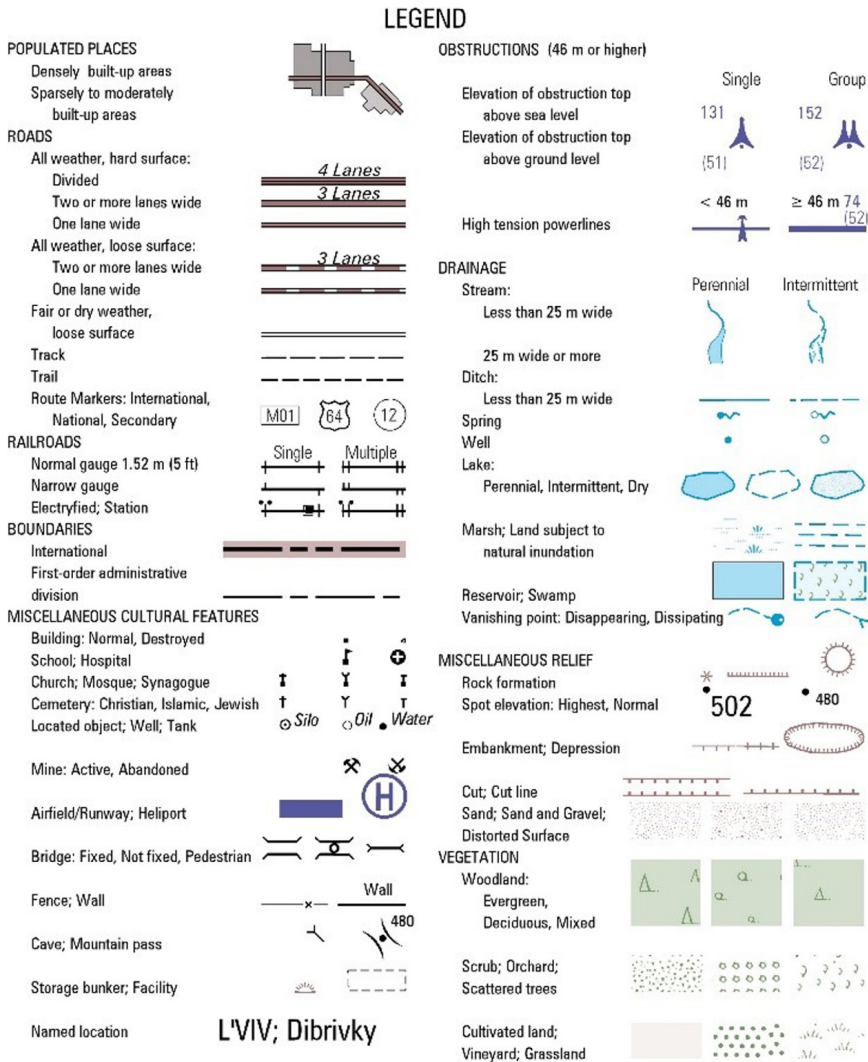 LEGEND
POPULATED PLACES
Densely built-up areas
Sparsely to moderately
built-up areas
ROADS
All weather, hard surface:
Divided
4 Lanes
Two or more lanes wide
3 Lanes
One lane wide
All weather, loose surface:
Two or more lanes wide
3 Lanes
One lane wide
Fair or dry weather,
loose surface
Track
Trail
Route Markers: International,
National, Secondary
M01 64 12
RAILROADS
Single Multiple
Normal gauge 1.52 m (5 ft)
Narrow gauge
Electryfied; Station
BOUNDARIES
International
First-order administrative
division
MISCELLANEOUS CULTURAL FEATURES
Building: Normal, Destroyed
School; Hospital
Church; Mosque; Synagogue
Cemetery: Christian, Islamic, Jewish
Located object; Well; Tank
Silo Oil Water
Mine: Active, Abandoned
Airfield/Runway; Heliport
H
Bridge: Fixed, Not fixed, Pedestrian
Fence; Wall
Wall
Cave; Mountain pass
480
Storage bunker; Facility
Named location
L'VIV; Dibrivky
OBSTRUCTIONS (46 m or higher)
Single Group
Elevation of obstruction top
above sea level
131 152
Elevation of obstruction top
above ground level
(51) (52)
High tension powerlines
< 46 m ≥ 46 m 74
(52)
DRAINAGE
Stream:
Perennial Intermittent
Less than 25 m wide
25 m wide or more
Ditch:
Less than 25 m wide
Spring
Well
Lake:
Perennial, Intermittent, Dry
Marsh; Land subject to
natural inundation
Reservoir; Swamp
Vanishing point: Disappearing, Dissipating
MISCELLANEOUS RELIEF
Rock formation
Spot elevation: Highest, Normal
502 480
Embankment; Depression
Cut; Cut line
Sand; Sand and Gravel;
Distorted Surface
VEGETATION
Woodland:
Evergreen,
Deciduous, Mixed
Scrub; Orchard;
Scattered trees
Cultivated land;
Vineyard; Grassland